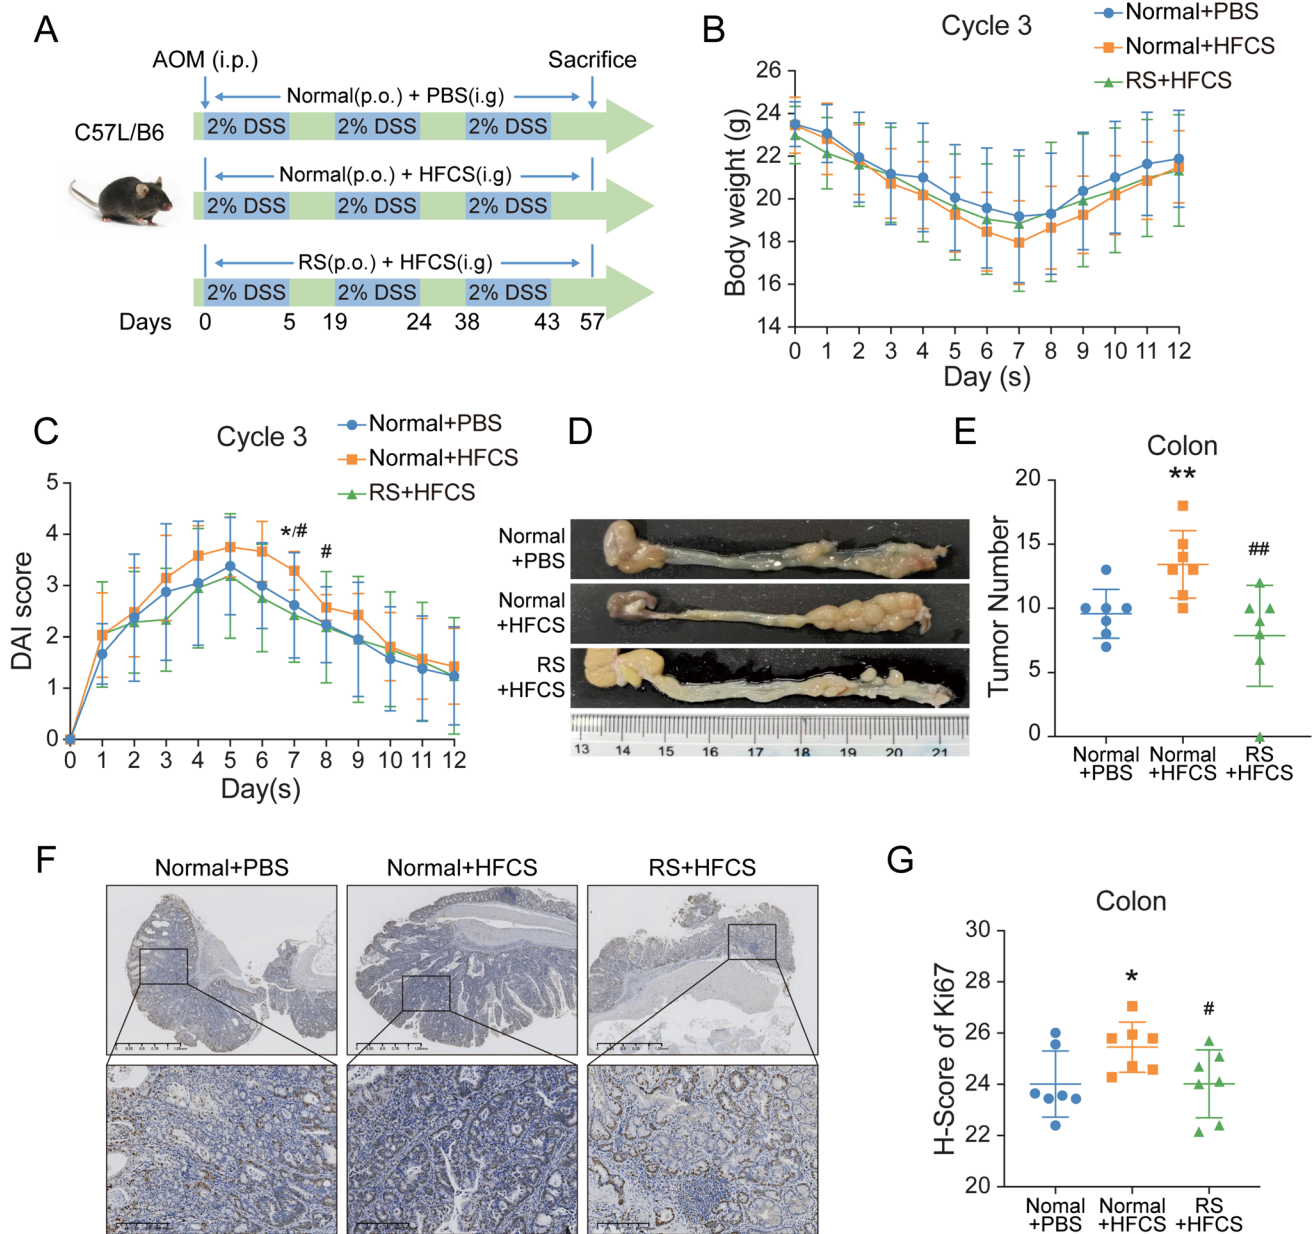 A
AOM (i.p.)
Sacrifice
Normal(p.o.) + PBS(i.g)
C57L/B6
2% DSS 2% DSS 2% DSS
Normal(p.o.) + HFCS(i.g)
2% DSS 2% DSS 2% DSS
RS(p.o.) + HFCS(i.g)
2% DSS 2% DSS 2% DSS
Days 0 5 19 24 38 43 57
B
Cycle 3
Normal+PBS
Normal+HFCS
RS+HFCS
Body weight (g)
26
24
22
20
18
16
14
0 1 2 3 4 5 6 7 8 9 10 11 12
Day (s)
C
Cycle 3
Normal+PBS
Normal+HFCS
RS+HFCS
DAI score
5
4
3
2
1
0
*/#
#
0 1 2 3 4 5 6 7 8 9 10 11 12
Day(s)
D
Normal
+PBS
Normal
+HFCS
RS
+HFCS
13 14 15 16 17 18 19 20 21
E
Colon
Tumor Number
20
15
10
5
0
**
##
Normal
+PBS
Normal
+HFCS
RS
+HFCS
F
Normal+PBS
Normal+HFCS
RS+HFCS
G
Colon
H-Score of Ki67
30
28
26
24
22
20
*
#
Nomal
+PBS
Normal
+HFCS
RS
+HFCS